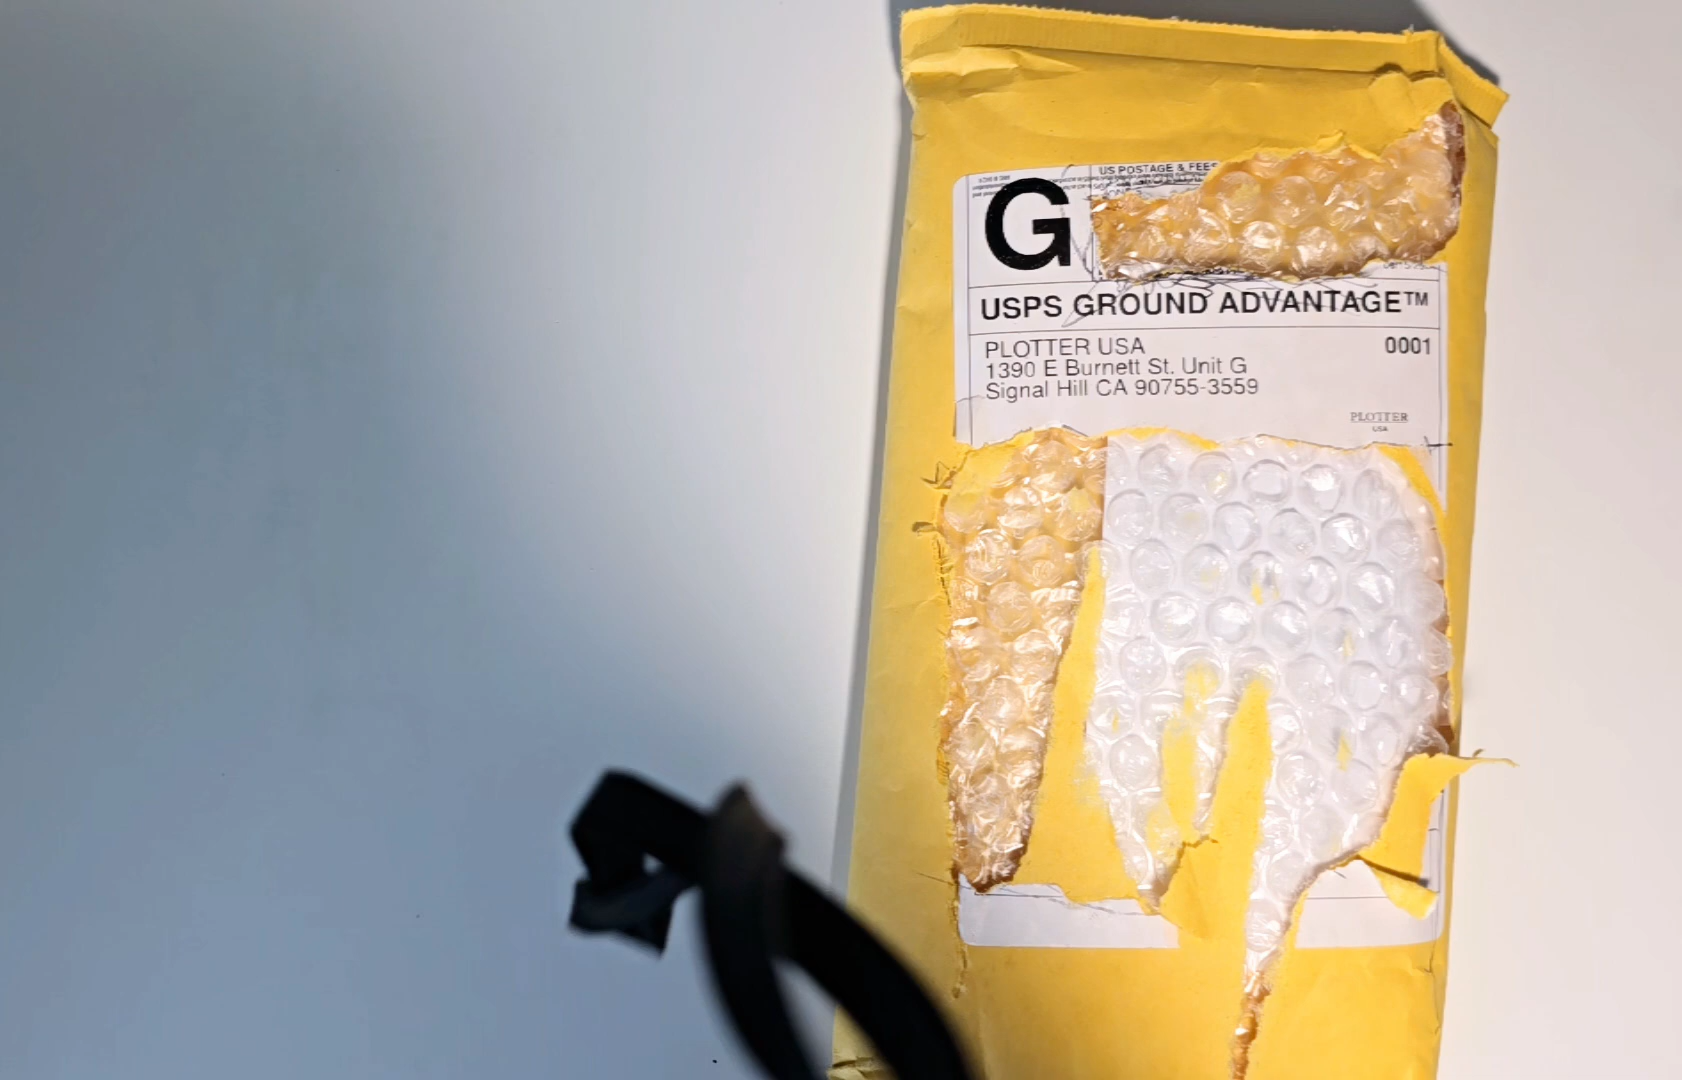 US POSTAGE & FEES
G
USPS GROUND ADVANTAGE™
PLOTTER USA
0001
1390 E Burnett St. Unit G
Signal Hill CA 90755-3559
PLOTTER
USA